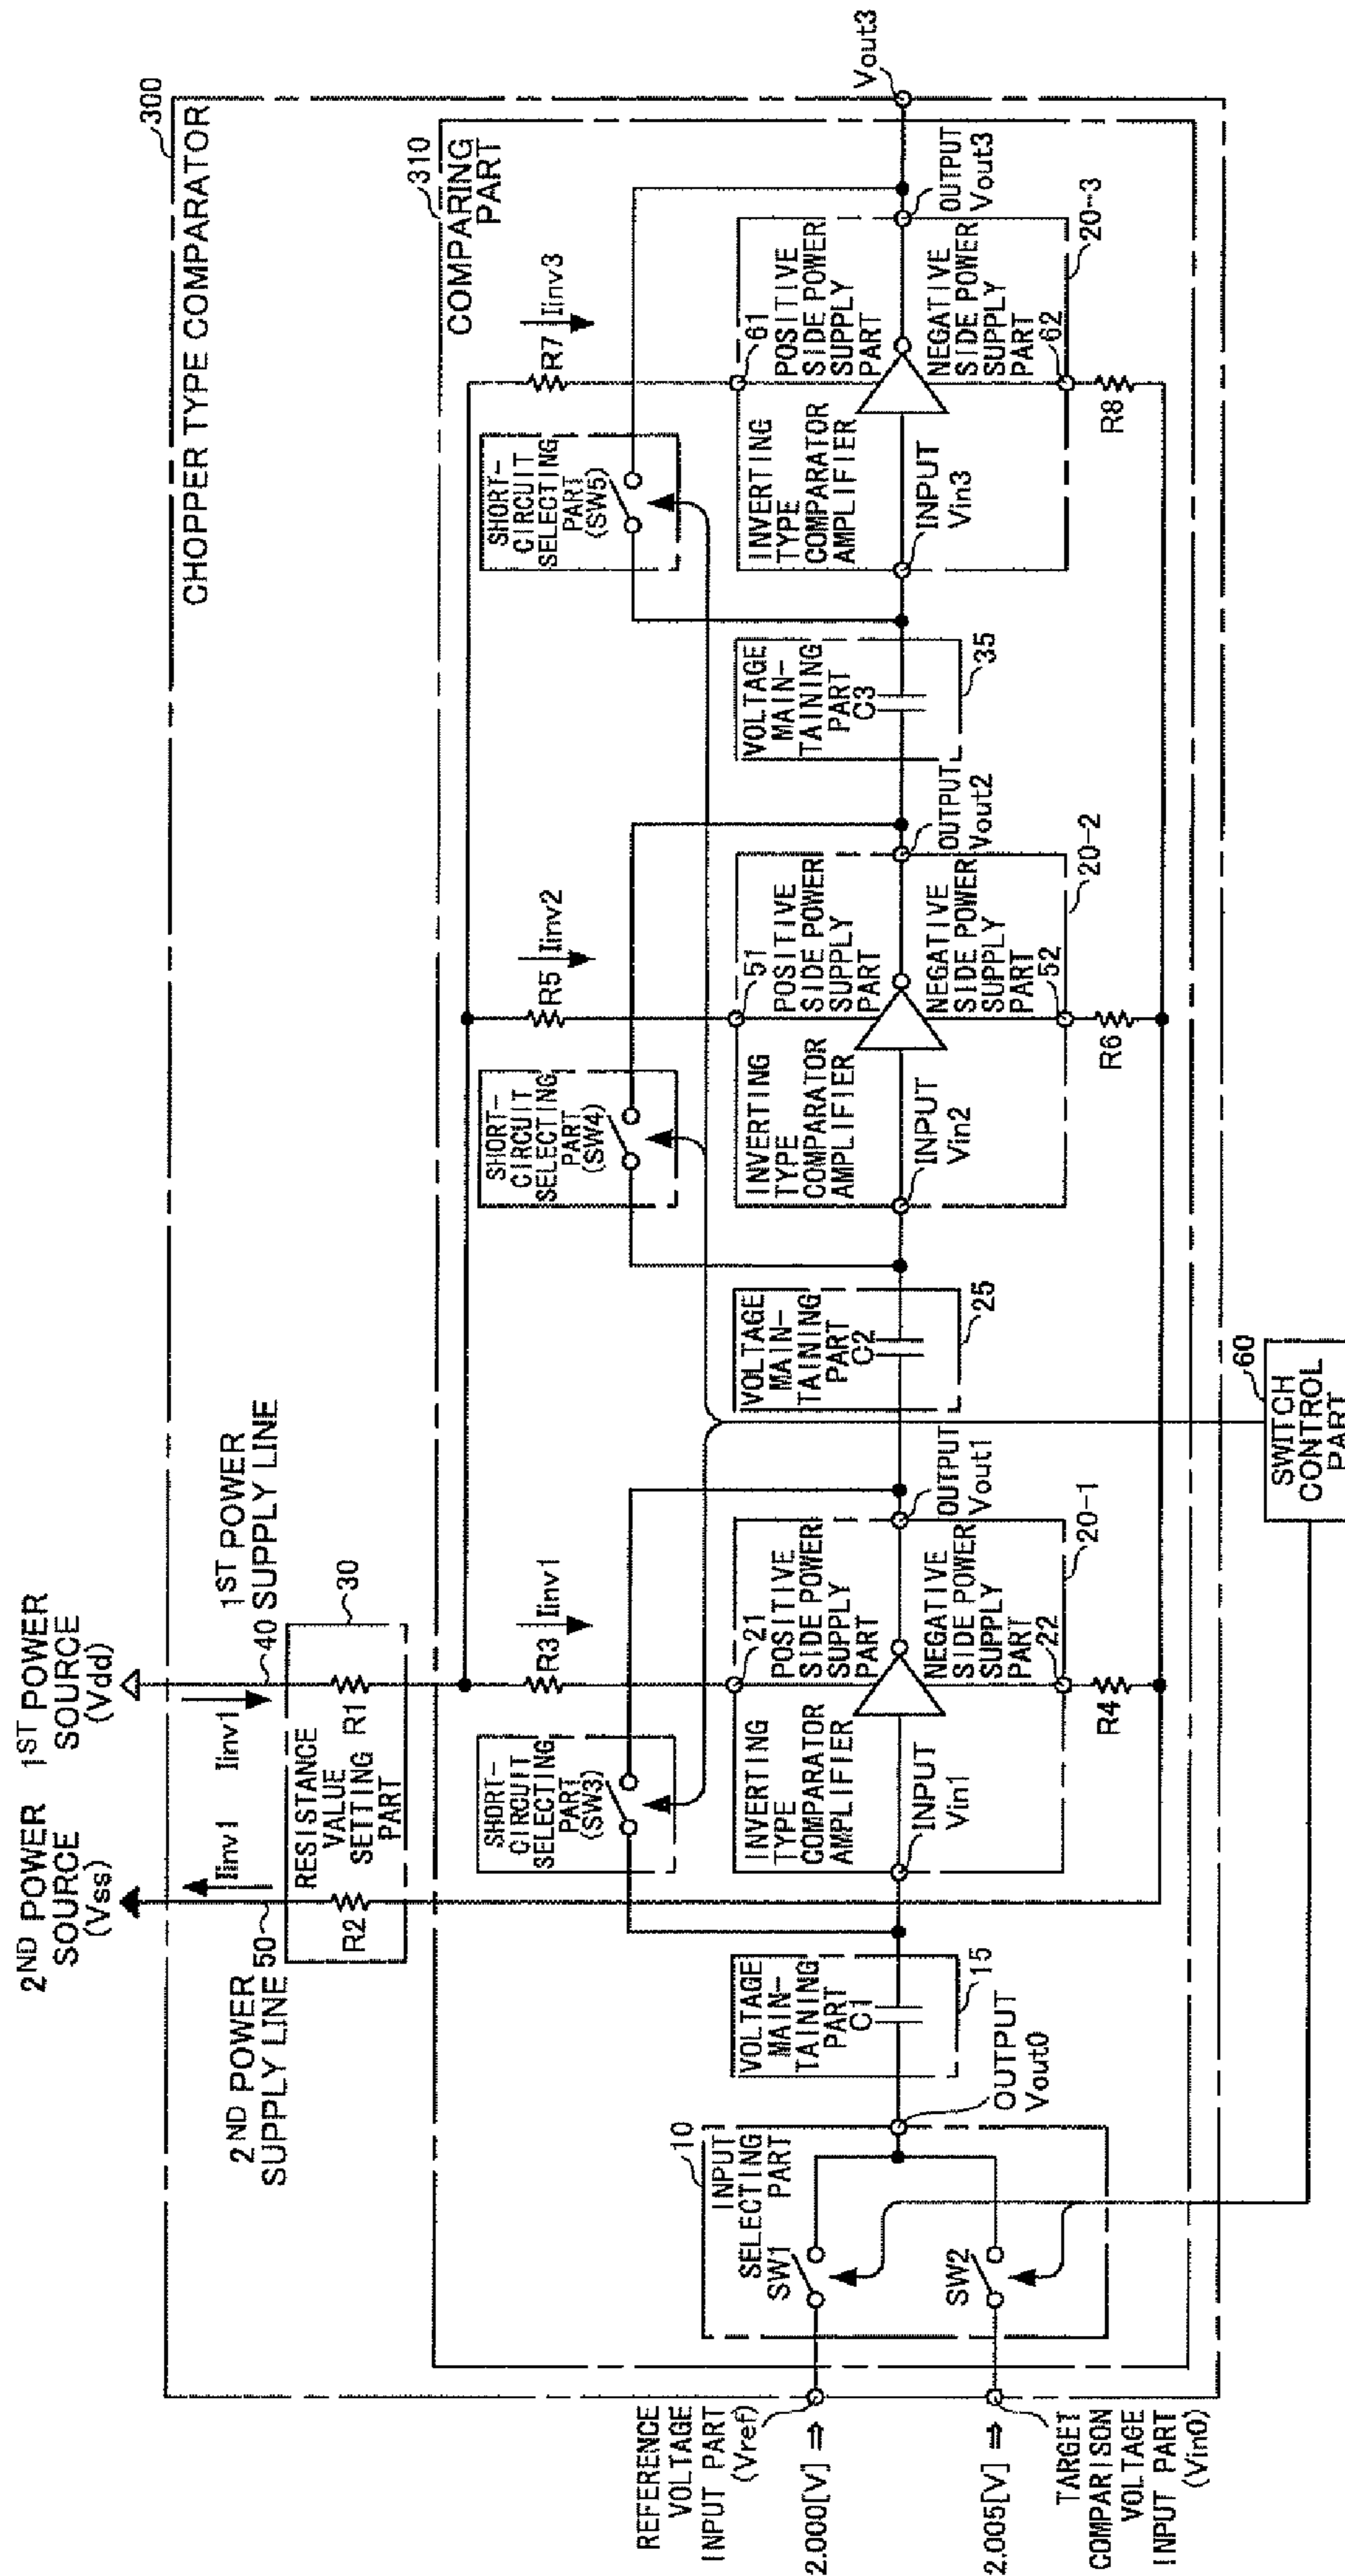 CHOPPER TYPE COMPARATOR
300
310
COMPARING
PART
2ND POWER
SOURCE
(Vss)
1ST POWER
SOURCE
(Vdd)
Iinv1
Iinv1
1ST POWER
40 SUPPLY LINE
2ND POWER
SUPPLY LINE
50
30
RESISTANCE
VALUE
SETTING
PART
R1
R2
REFERENCE
VOLTAGE
INPUT PART
(Vref)
2.000[V] ⇒
2.005[V] ⇒
TARGET
COMPARISON
VOLTAGE
INPUT PART
(Vin0)
10
INPUT
SELECTING
PART
SW1
SW2
OUTPUT
Vout0
VOLTAGE
MAIN-
TAINING
PART
C1
15
SHORT-
CIRCUIT
SELECTING
PART
(SW3)
R3
Iinv1
21
POSITIVE
SIDE POWER
SUPPLY
PART
INVERTING
TYPE
COMPARATOR
AMPLIFIER
INPUT
Vin1
NEGATIVE
SIDE POWER
SUPPLY
PART
22
R4
OUTPUT
Vout1
20-1
VOLTAGE
MAIN-
TAINING
PART
C2
25
SHORT-
CIRCUIT
SELECTING
PART
(SW4)
R5
Iinv2
51
POSITIVE
SIDE POWER
SUPPLY
PART
INVERTING
TYPE
COMPARATOR
AMPLIFIER
INPUT
Vin2
NEGATIVE
SIDE POWER
SUPPLY
PART
52
R6
OUTPUT
Vout2
20-2
VOLTAGE
MAIN-
TAINING
PART
C3
35
SHORT-
CIRCUIT
SELECTING
PART
(SW5)
R7
Iinv3
61
POSITIVE
SIDE POWER
SUPPLY
PART
INVERTING
TYPE
COMPARATOR
AMPLIFIER
INPUT
Vin3
NEGATIVE
SIDE POWER
SUPPLY
PART
62
R8
OUTPUT
Vout3
20-3
Vout3
60
SWITCH
CONTROL
PART